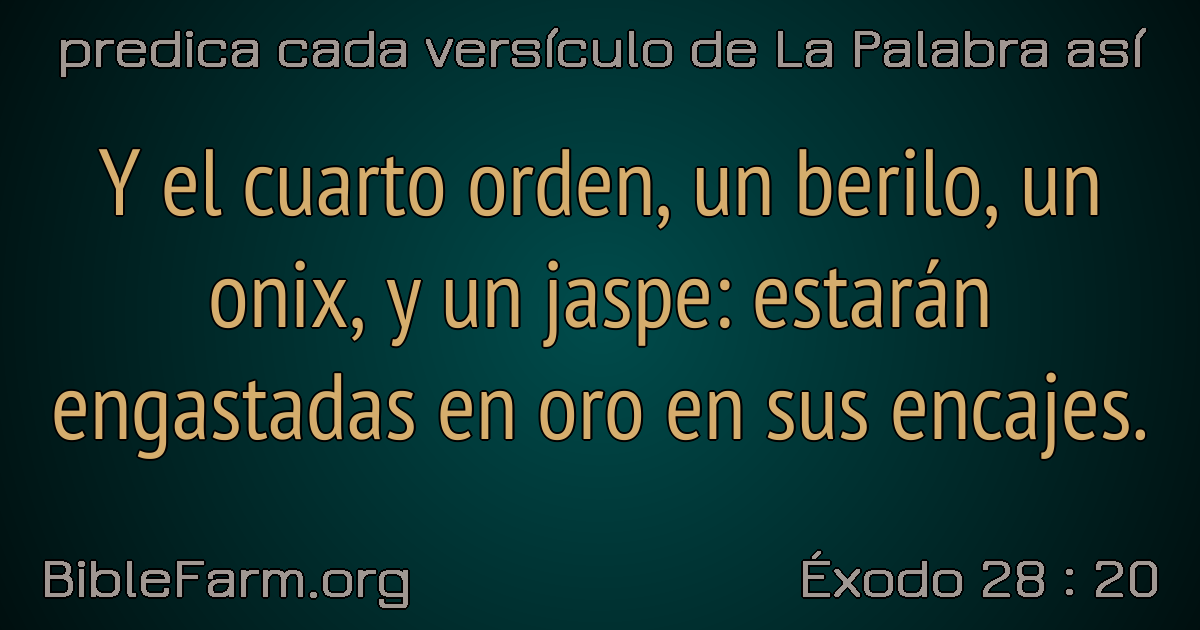 predica cada versículo de La Palabra así
Y el cuarto orden, un berilo, un
onix, y un jaspe: estarán
engastadas en oro en sus encajes.
BibleFarm.org
Éxodo 28 : 20